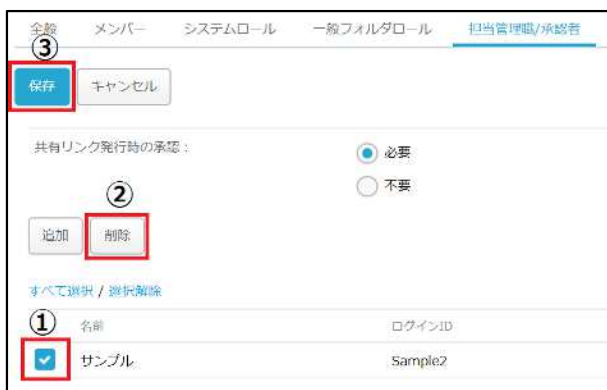 全般 メンバー システムロール 一般フォルダロール 担当管理職/承認者
③
保存 キャンセル
共有リンク発行時の承認：
必要
不要
②
追加 削除
すべて選択 / 選択解除
①
名前 ログインID
サンプル Sample2